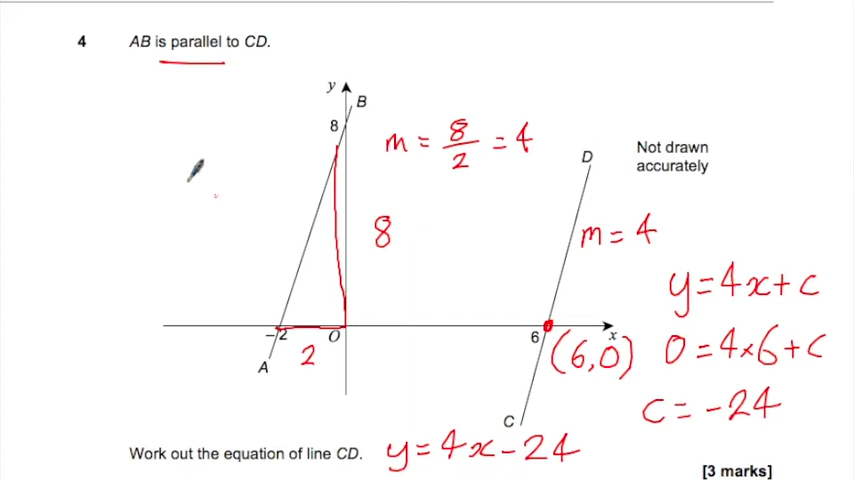 4 AB is parallel to CD.
y
B
8
m = 8/2 = 4
D
Not drawn
accurately
8
m = 4
y = 4x + c
-2
O
6
x
2
(6,0)
0 = 4×6 + c
A
c = -24
C
Work out the equation of line CD.
y = 4x - 24
[3 marks]